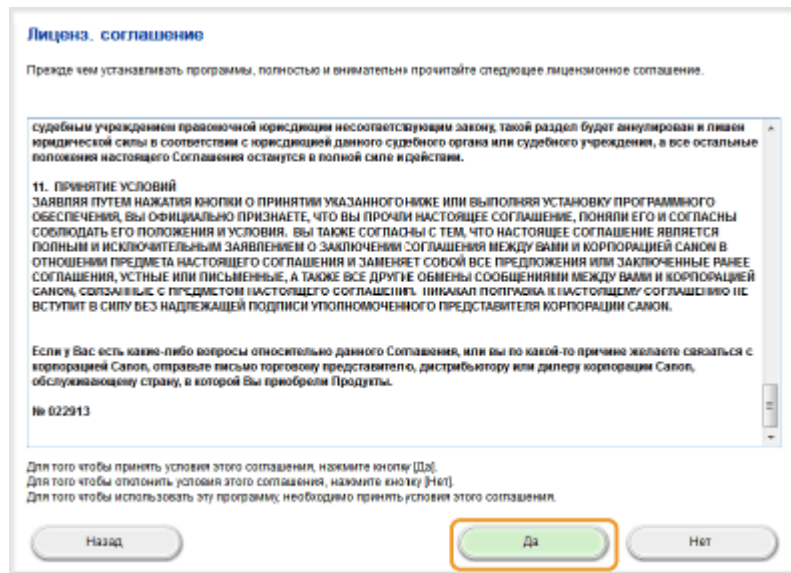 Лиценз. соглашение
Прежде чем устанавливать программы, полностью и внимательно прочитайте следующее лицензионное соглашение.
судебным учреждением правомочной юрисдикции несоответствующим закону, такой раздел будет аннулирован и лишен
юридической силы в соответствии с юрисдикцией данного судебного органа или судебного учреждения, а все остальные
положения настоящего Соглашения останутся в полной силе и действии.
11. ПРИНЯТИЕ УСЛОВИЙ
ЗАЯВЛЯЯ ПУТЕМ НАЖАТИЯ КНОПКИ О ПРИНЯТИИ УКАЗАННОГО НИЖЕ ИЛИ ВЫПОЛНЯЯ УСТАНОВКУ ПРОГРАММНОГО
ОБЕСПЕЧЕНИЯ, ВЫ ОФИЦИАЛЬНО ПРИЗНАЕТЕ, ЧТО ВЫ ПРОЧЛИ НАСТОЯЩЕЕ СОГЛАШЕНИЕ, ПОНЯЛИ ЕГО И СОГЛАСНЫ
СОБЛЮДАТЬ ЕГО ПОЛОЖЕНИЯ И УСЛОВИЯ. ВЫ ТАКЖЕ СОГЛАСНЫ С ТЕМ, ЧТО НАСТОЯЩЕЕ СОГЛАШЕНИЕ ЯВЛЯЕТСЯ
ПОЛНЫМ И ИСКЛЮЧИТЕЛЬНЫМ ЗАЯВЛЕНИЕМ О ЗАКЛЮЧЕНИИ СОГЛАШЕНИЯ МЕЖДУ ВАМИ И КОРПОРАЦИЕЙ CANON В
ОТНОШЕНИИ ПРЕДМЕТА НАСТОЯЩЕГО СОГЛАШЕНИЯ И ЗАМЕНЯЕТ СОБОЙ ВСЕ ПРЕДЛОЖЕНИЯ ИЛИ ЗАКЛЮЧЕННЫЕ РАНЕЕ
СОГЛАШЕНИЯ, УСТНЫЕ ИЛИ ПИСЬМЕННЫЕ, А ТАКЖЕ ВСЕ ДРУГИЕ ОБМЕНЫ СООБЩЕНИЯМИ МЕЖДУ ВАМИ И КОРПОРАЦИЕЙ
CANON, СВЯЗАННЫЕ С ПРЕДМЕТОМ НАСТОЯЩЕГО СОГЛАШЕНИЯ. НИКАКАЯ ПОПРАВКА К НАСТОЯЩЕМУ СОГЛАШЕНИЮ НЕ
ВСТУПИТ В СИЛУ БЕЗ НАДЛЕЖАЩЕЙ ПОДПИСИ УПОЛНОМОЧЕННОГО ПРЕДСТАВИТЕЛЯ КОРПОРАЦИИ CANON.
Если у Вас есть какие-либо вопросы относительно данного Соглашения, или вы по какой-то причине желаете связаться с
корпорацией Canon, отправьте письмо торговому представителю, дистрибьютору или дилеру корпорации Canon,
обслуживающему страну, в которой Вы приобрели Продукты.
№ 022913
Для того чтобы принять условия этого соглашения, нажмите кнопку [Да].
Для того чтобы отклонить условия этого соглашения, нажмите кнопку [Нет].
Для того чтобы использовать эту программу, необходимо принять условия этого соглашения.
Назад Да Нет